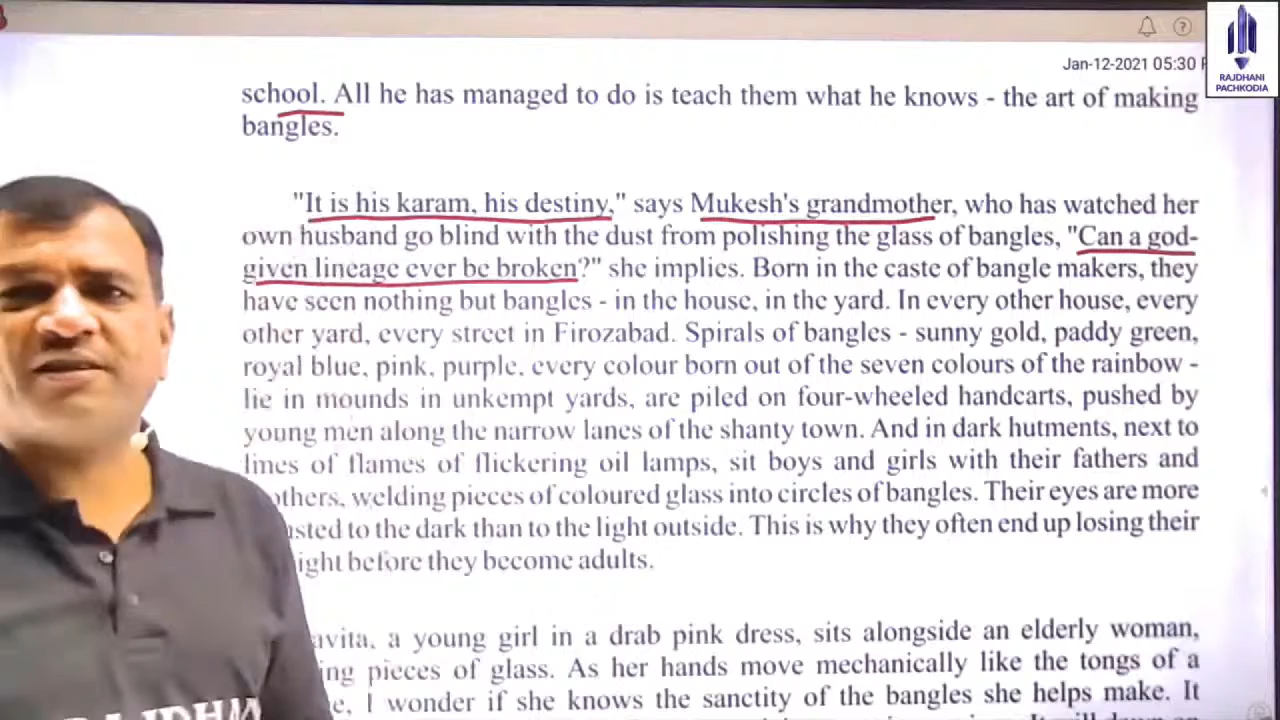 Jan-12-2021 05:30
RAJDHANI
PACHKODIA
school. All he has managed to do is teach them what he knows - the art of making
bangles.
"It is his karam, his destiny," says Mukesh's grandmother, who has watched her
own husband go blind with the dust from polishing the glass of bangles, "Can a god-
given lineage ever be broken?" she implies. Born in the caste of bangle makers, they
have seen nothing but bangles - in the house, in the yard. In every other house, every
other yard, every street in Firozabad. Spirals of bangles - sunny gold, paddy green,
royal blue, pink, purple, every colour born out of the seven colours of the rainbow -
lie in mounds in unkempt yards, are piled on four-wheeled handcarts, pushed by
young men along the narrow lanes of the shanty town. And in dark hutments, next to
lines of flames of flickering oil lamps, sit boys and girls with their fathers and
others, welding pieces of coloured glass into circles of bangles. Their eyes are more
sted to the dark than to the light outside. This is why they often end up losing their
ight before they become adults.
avita, a young girl in a drab pink dress, sits alongside an elderly woman,
ing pieces of glass. As her hands move mechanically like the tongs of a
e, I wonder if she knows the sanctity of the bangles she helps make. It